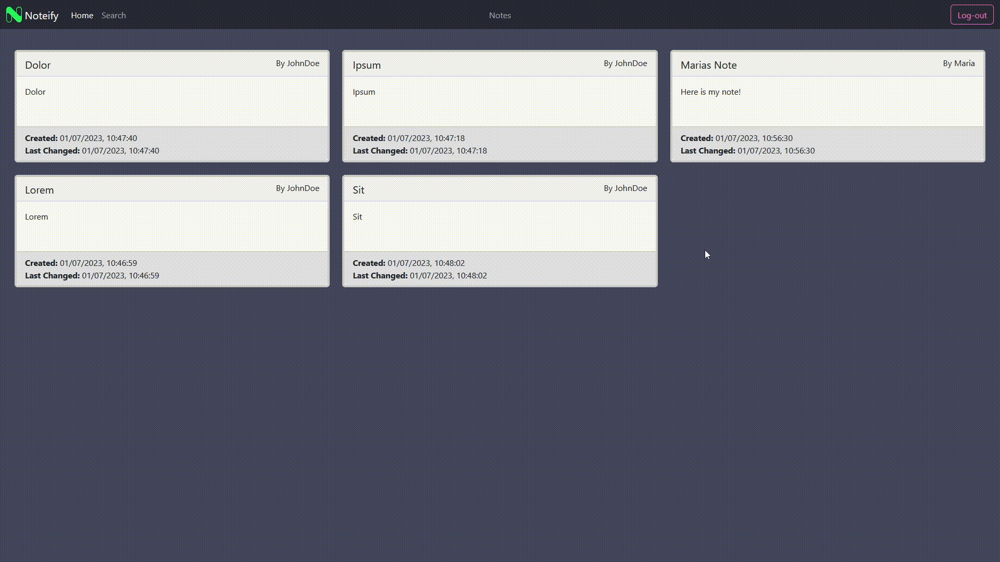 Noteify Home Search Notes Log-out
Dolor By JohnDoe
Dolor
Created: 01/07/2023, 10:47:40
Last Changed: 01/07/2023, 10:47:40
Ipsum By JohnDoe
Ipsum
Created: 01/07/2023, 10:47:18
Last Changed: 01/07/2023, 10:47:18
Marias Note By Maria
Here is my note!
Created: 01/07/2023, 10:56:30
Last Changed: 01/07/2023, 10:56:30
Lorem By JohnDoe
Lorem
Created: 01/07/2023, 10:46:59
Last Changed: 01/07/2023, 10:46:59
Sit By JohnDoe
Sit
Created: 01/07/2023, 10:48:02
Last Changed: 01/07/2023, 10:48:02